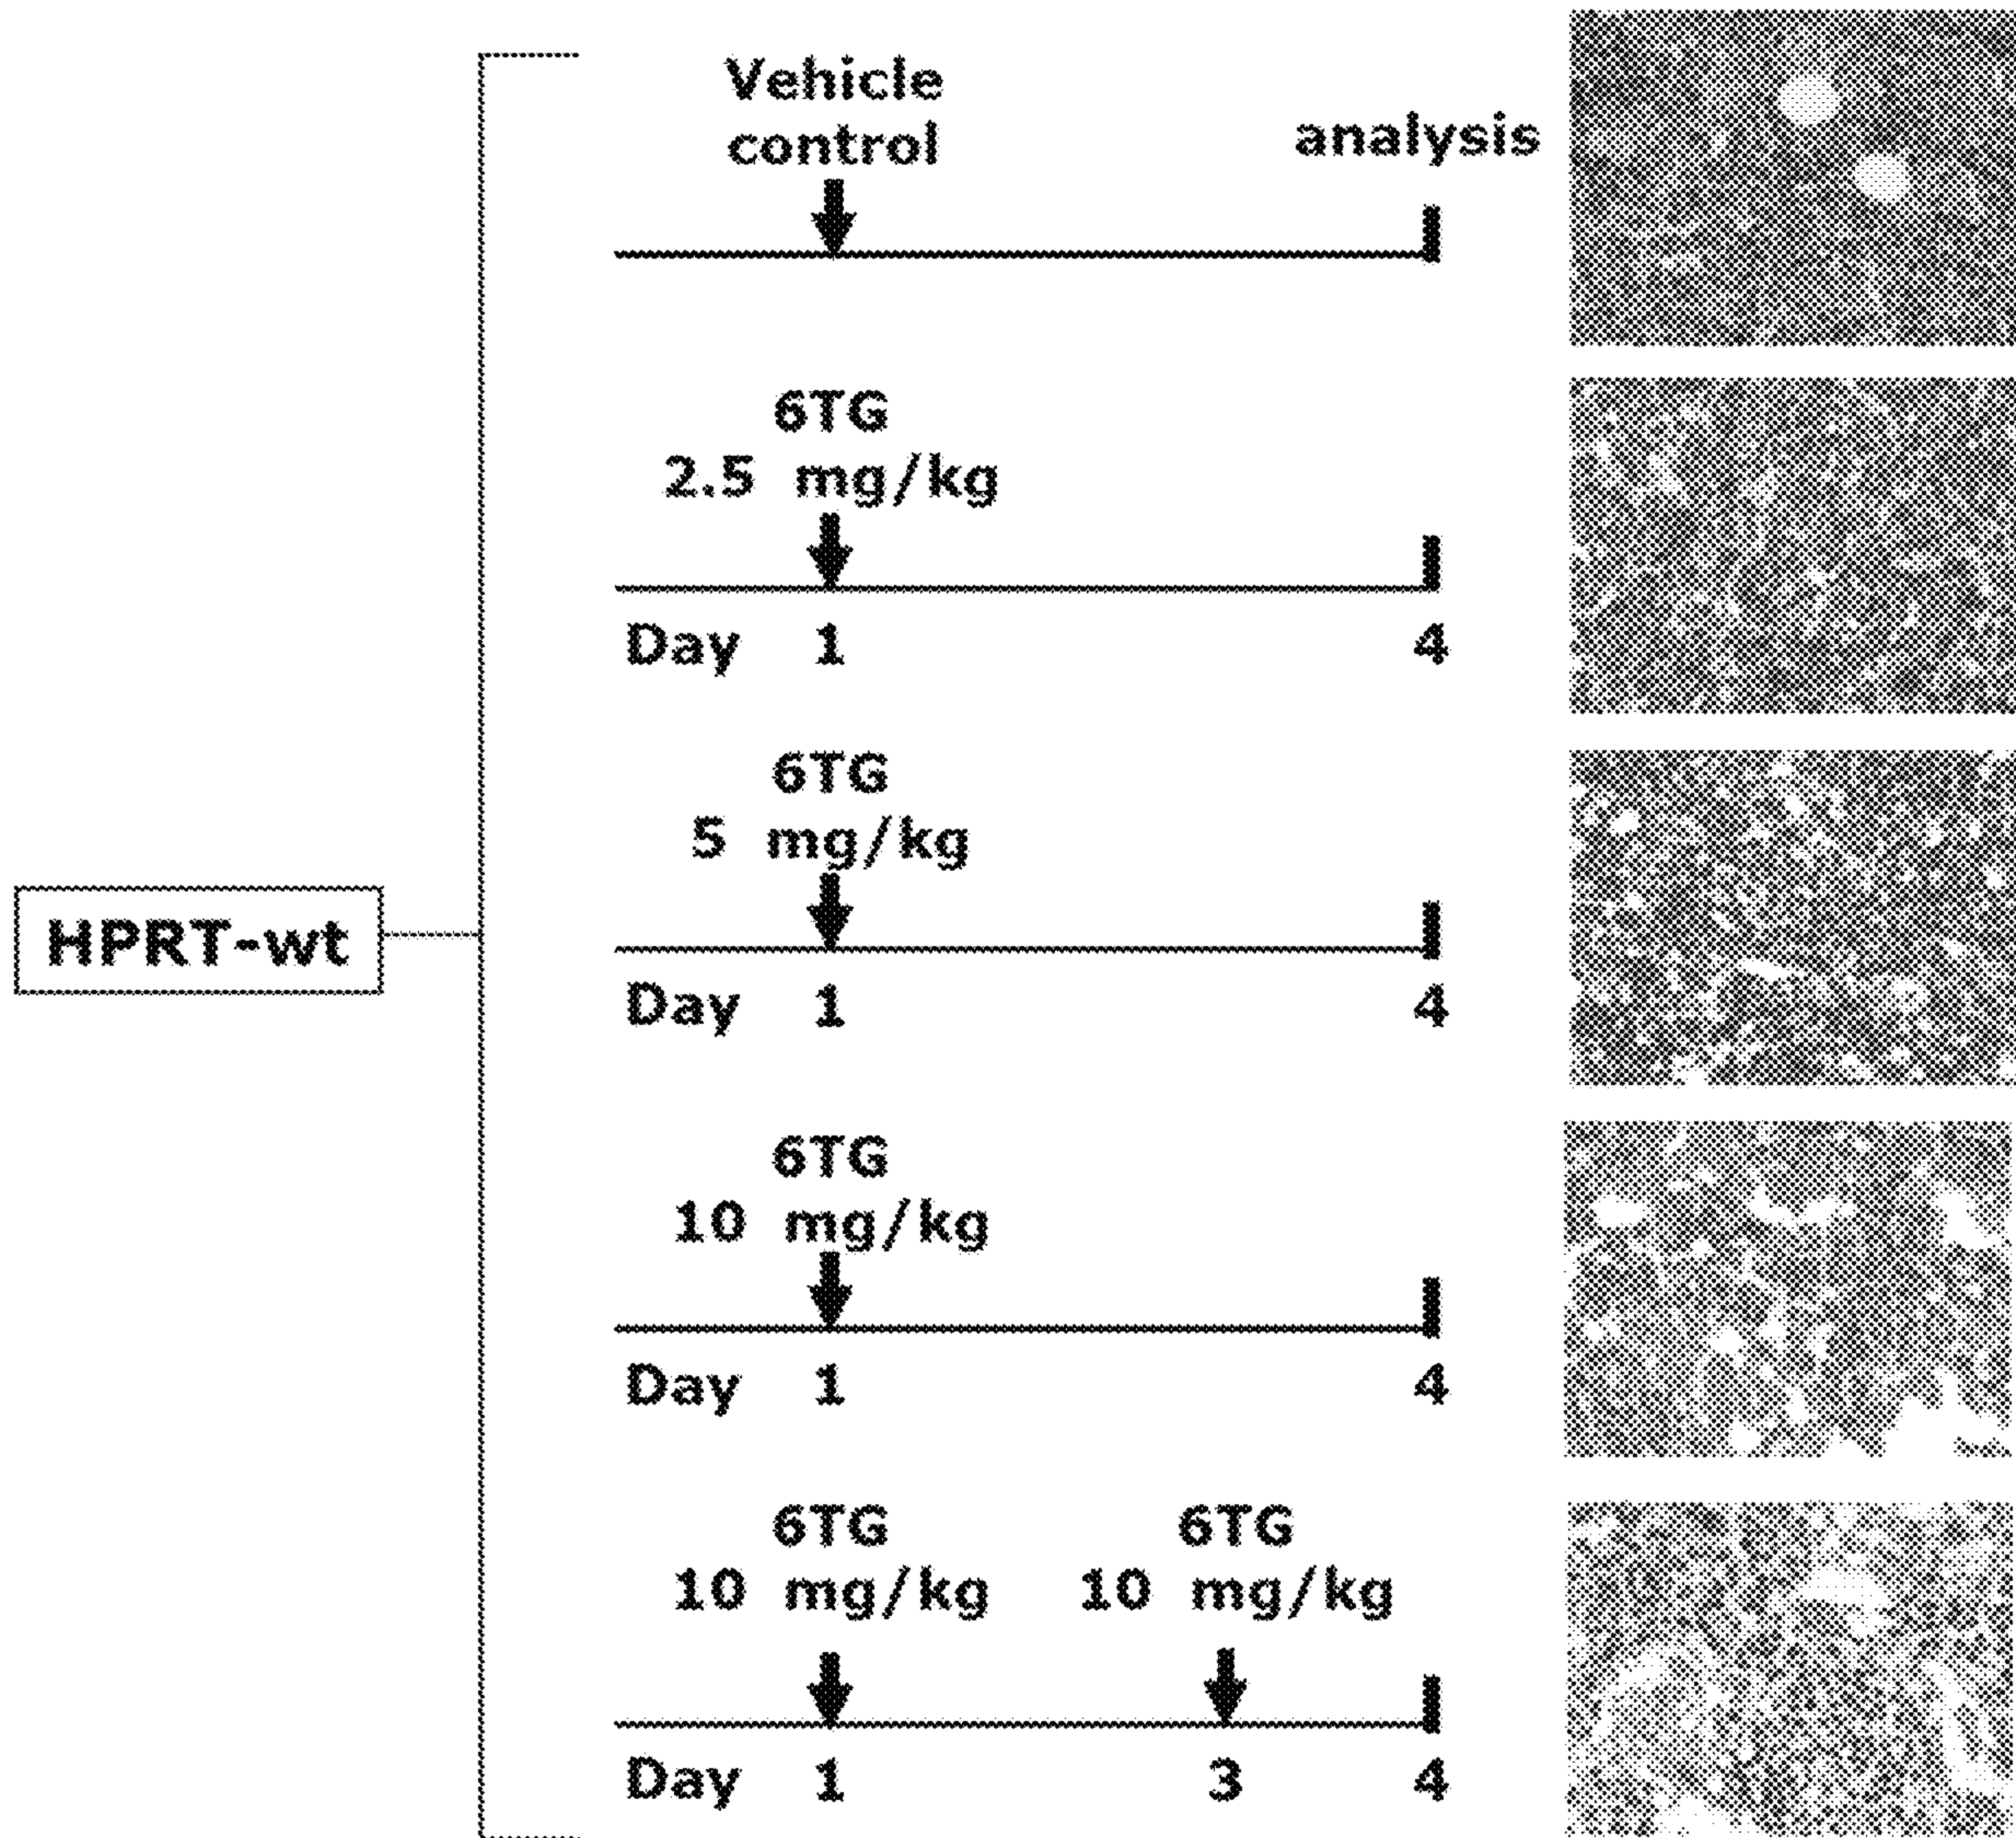 Vehicle
control
analysis
6TG
2.5 mg/kg
Day 1 4
6TG
5 mg/kg
HPRT-wt
Day 1 4
6TG
10 mg/kg
Day 1 4
6TG 6TG
10 mg/kg 10 mg/kg
Day 1 3 4